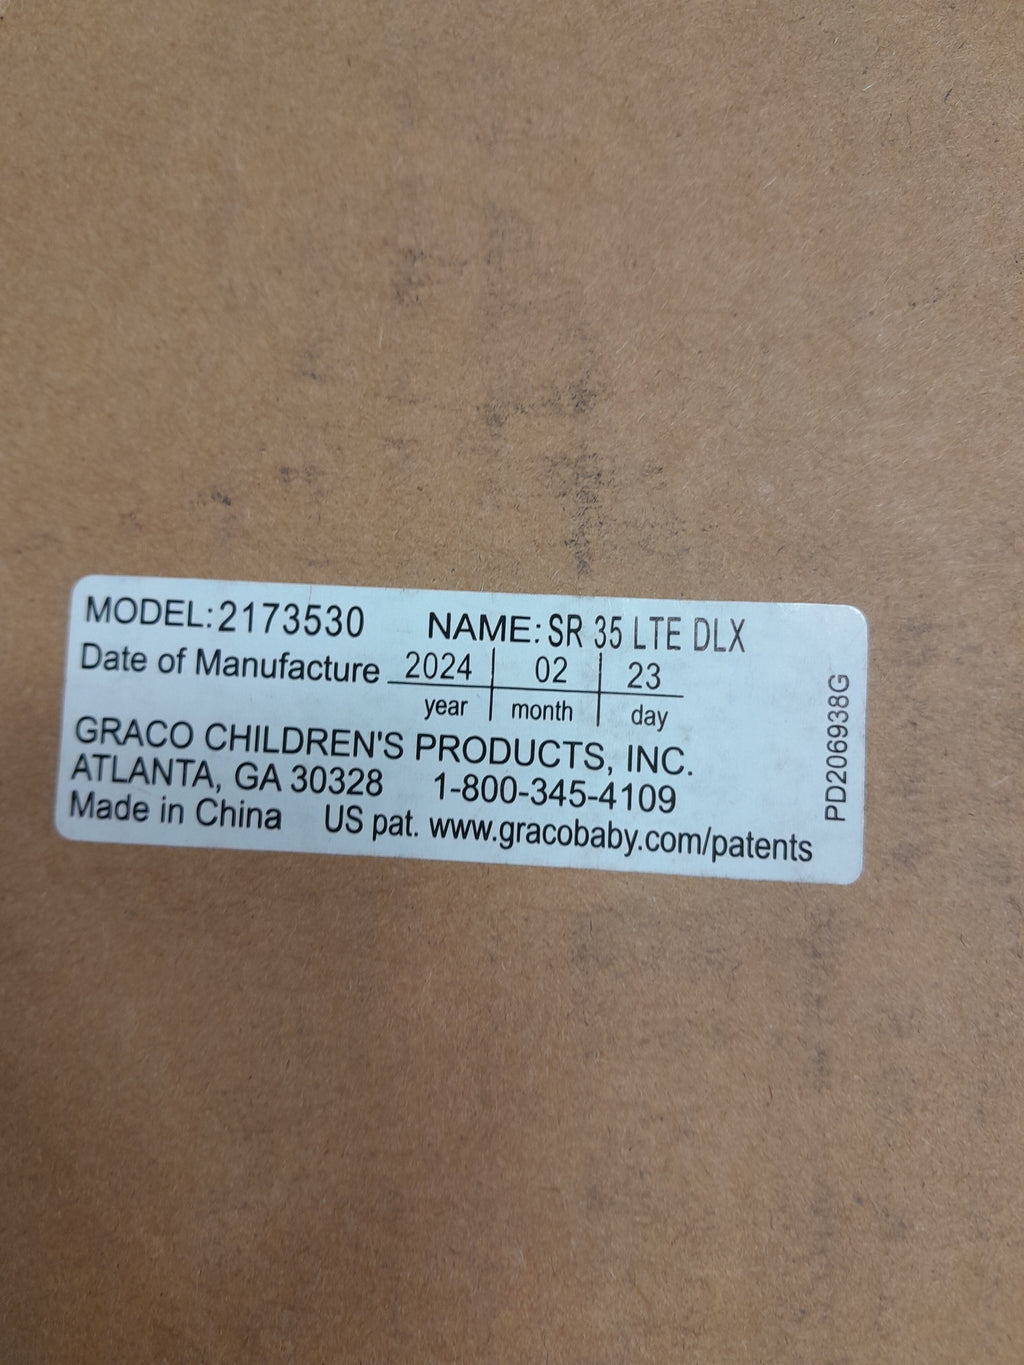 MODEL:2173530 NAME:SR 35 LTE DLX
Date of Manufacture 2024 02 23
year month day
GRACO CHILDREN'S PRODUCTS, INC.
ATLANTA, GA 30328 1-800-345-4109
Made in China US pat. www.gracobaby.com/patents
PD206938G